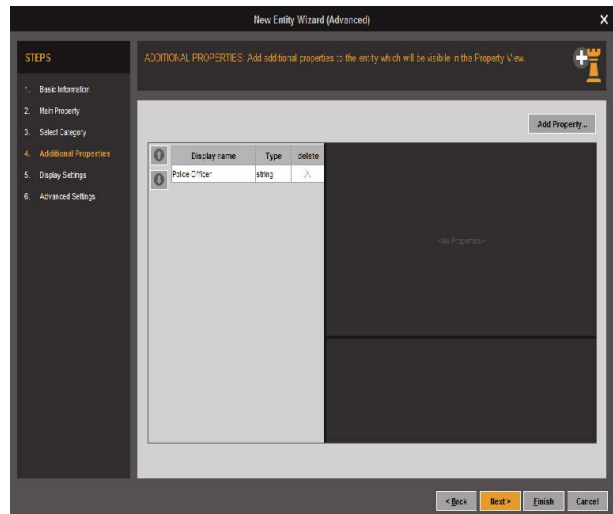 New Entity Wizard (Advanced)
X
STEPS
1. Basic Information
2. Main Property
3. Select Category
4. Additional Properties
5. Display Settings
6. Advanced Settings
ADDITIONAL PROPERTIES: Add additional properties to the entity which will be visible in the Property View.
Add Property...
Display name Type delete
Police Officer string X
<No Properties>
< Back Next > Finish Cancel